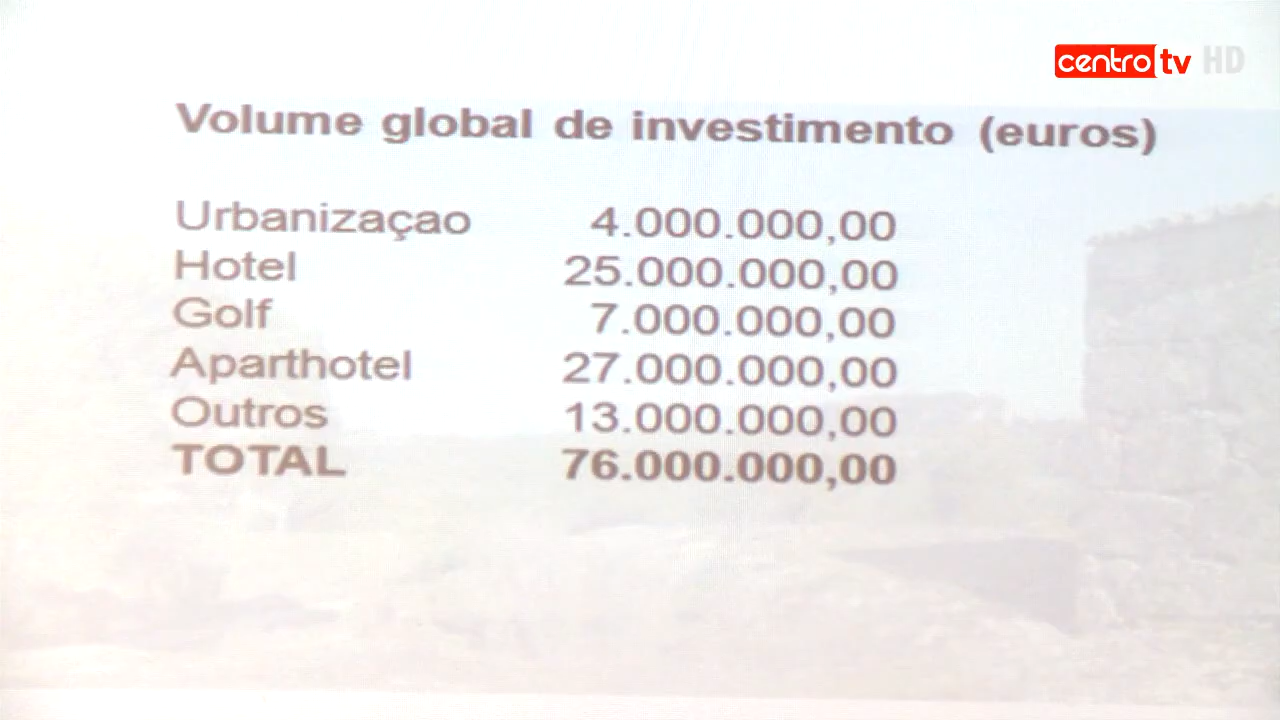 centro tv HD
Volume global de investimento (euros)
Urbanizaçao 4.000.000,00
Hotel 25.000.000,00
Golf 7.000.000,00
Aparthotel 27.000.000,00
Outros 13.000.000,00
TOTAL 76.000.000,00